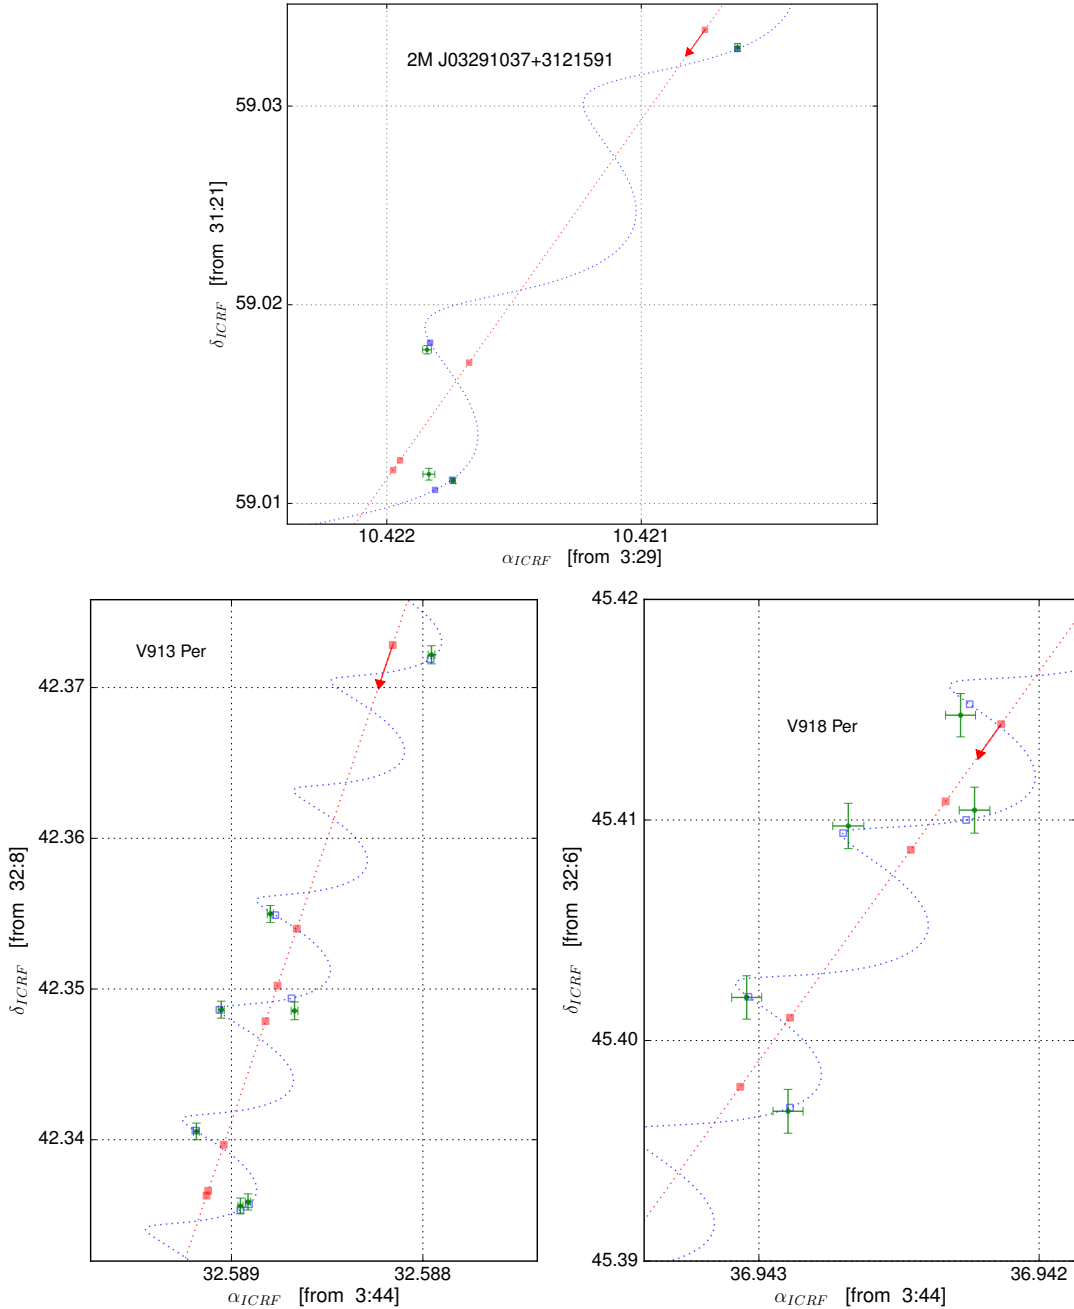 2M J03291037+3121591
59.03
59.02
59.01
δICRF [from 31:21]
10.422
10.421
αICRF [from 3:29]
V913 Per
42.37
42.36
42.35
42.34
δICRF [from 32:8]
32.589
32.588
αICRF [from 3:44]
45.42
V918 Per
45.41
45.40
45.39
δICRF [from 32:6]
36.943
36.942
αICRF [from 3:44]